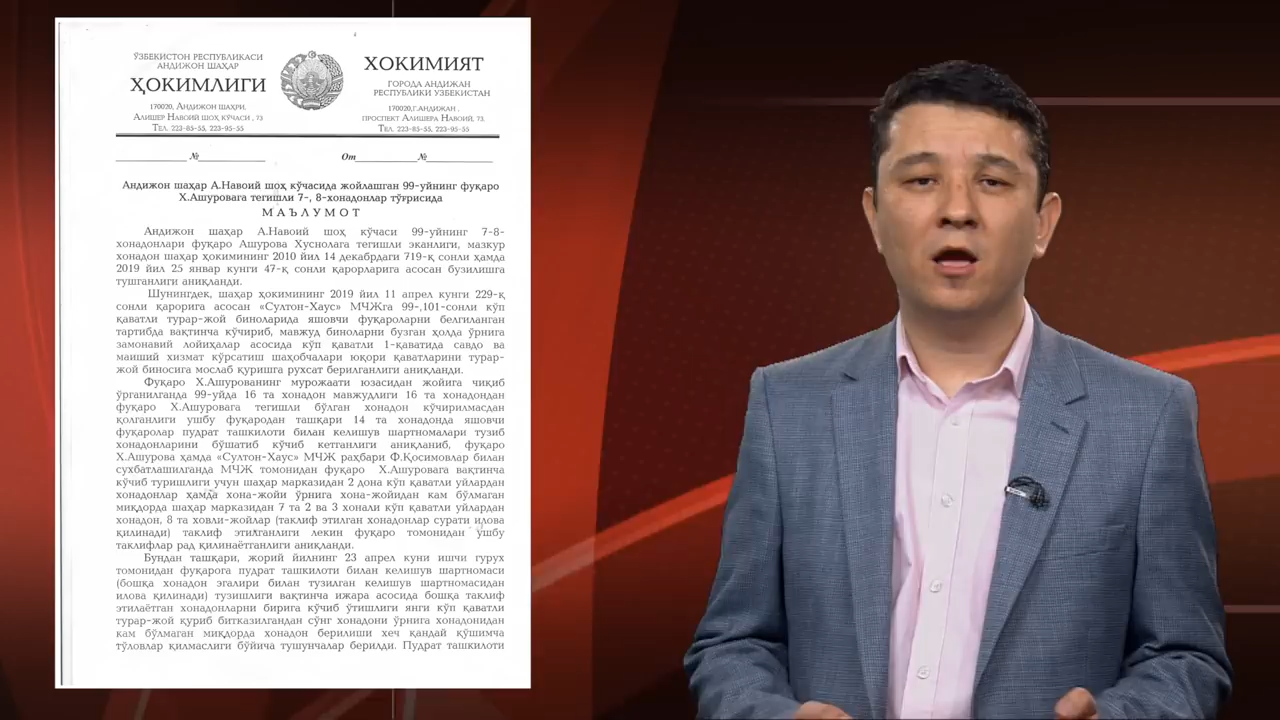 ЎЗБЕКИСТОН РЕСПУБЛИКАСИ
АНДИЖОН ШАҲАР
ҲОКИМЛИГИ
170020, АНДИЖОН ШАҲРИ,
АЛИШЕР НАВОИЙ ШОҲ КЎЧАСИ , 73
ТЕЛ. 223-85-55, 223-95-55
ХОКИМИЯТ
ГОРОДА АНДИЖАН
РЕСПУБЛИКИ УЗБЕКИСТАН
170020,Г.АНДИЖАН .
ПРОСПЕКТ АЛИШЕРА НАВОИЙ, 73.
ТЕЛ. 223-85-55, 223-95-55
____________ №____________
От____________№____________
Андижон шаҳар А.Навоий шоҳ кўчасида жойлашган 99-уйнинг фуқаро
Х.Ашуровага тегишли 7-, 8-хонадонлар тўғрисида
М А Ъ Л У М О Т
Андижон шаҳар А.Навоий шоҳ кўчаси 99-уйнинг 7-8-
хонадонлари фуқаро Ашурова Хуснолага тегишли эканлиги, мазкур
хонадон шаҳар ҳокимининг 2010 йил 14 декабрдаги 719-қ сонли ҳамда
2019 йил 25 январ кунги 47-қ сонли қарорларига асосан бузилишга
тушганлиги аниқланди.
Шунингдек, шаҳар ҳокимининг 2019 йил 11 апрел кунги 229-қ
сонли қарорига асосан «Султон-Хаус» МЧЖга 99-,101-сонли кўп
қаватли турар-жой биноларида яшовчи фуқароларни белгиланган
тартибда вақтинча кўчириб, мавжуд биноларни бузган ҳолда ўрнига
замонавий лойиҳалар асосида кўп қаватли 1-қаватида савдо ва
маиший хизмат кўрсатиш шаҳобчалари юқори қаватларини турар-
жой биносига мослаб қуришга рухсат берилганлиги аниқланди.
Фуқаро Х.Ашурованинг мурожаати юзасидан жойига чиқиб
ўрганилганда 99-уйда 16 та хонадон мавжудлиги 16 та хонадондан
фуқаро Х.Ашуровага тегишли бўлган хонадон кўчирилмасдан
қолганлиги ушбу фуқародан ташқари 14 та хонадонда яшовчи
фуқаролар пудрат ташкилоти билан келишув шартномалари тузиб
хонадонларини бўшатиб кўчиб кетганлиги аниқланиб, фуқаро
Х.Ашурова ҳамда «Султон-Хаус» МЧЖ раҳбари Ф.Қосимовлар билан
сухбатлашилганда МЧЖ томонидан фуқаро Х.Ашуровага вақтинча
кўчиб туришлиги учун шаҳар марказидан 2 дона кўп қаватли уйлардан
хонадонлар ҳамда хона-жойи ўрнига хона-жойидан кам бўлмаган
миқдорда шаҳар марказидан 7 та 2 ва 3 хонали кўп қаватли уйлардан
хонадон, 8 та ховли-жойлар (таклиф этилган хонадонлар сурати илова
қилинади) таклиф этилганлиги лекин фуқаро томонидан ушбу
таклифлар рад қилинаётганлиги аниқланди.
Бундан ташқари, жорий йилнинг 23 апрел куни ишчи гурух
томонидан фуқарога пудрат ташкилоти билан келишув шартномаси
(бошқа хонадон эгалири билан тузилган келишув шартномасидан
илова қилинади) тузишлиги вақтинча ижара асосида бошқа таклиф
этилаётган хонадонларни бирига кўчиб ўтишлиги янги кўп қаватли
турар-жой қуриб битказилгандан сўнг хонадони ўрнига хонадонидан
кам бўлмаган миқдорда хонадон берилиши хеч қандай қўшимча
тўловлар қилмаслиги бўйича тушунчалар берилди. Пудрат ташкилоти